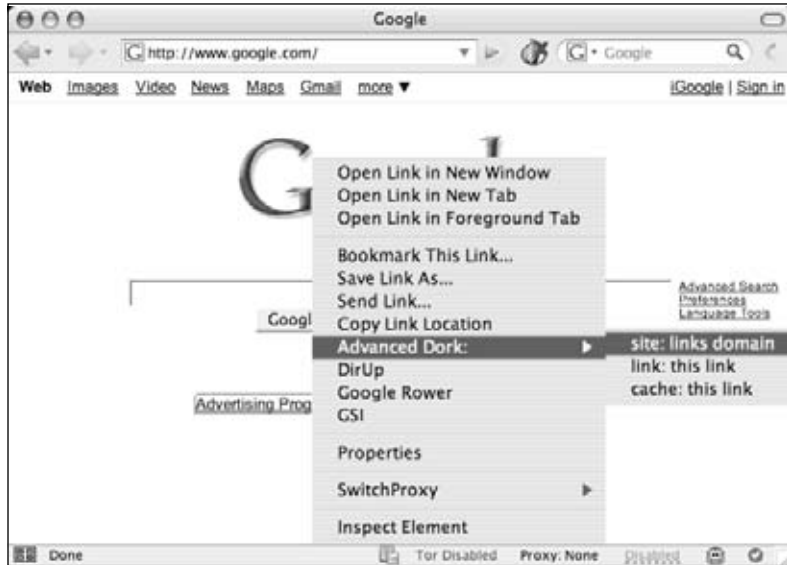 Google
http://www.google.com/
Google
Web Images Video News Maps Gmail more ▼
iGoogle | Sign in
Open Link in New Window
Open Link in New Tab
Open Link in Foreground Tab
Bookmark This Link...
Save Link As...
Send Link...
Copy Link Location
Advanced Dork:
DirUp
Google Rower
GSI
Properties
SwitchProxy
Inspect Element
site: links domain
link: this link
cache: this link
Advanced Search
Preferences
Language Tools
Googl
Advertising Prog
Done
Tor Disabled
Proxy: None
Disabled